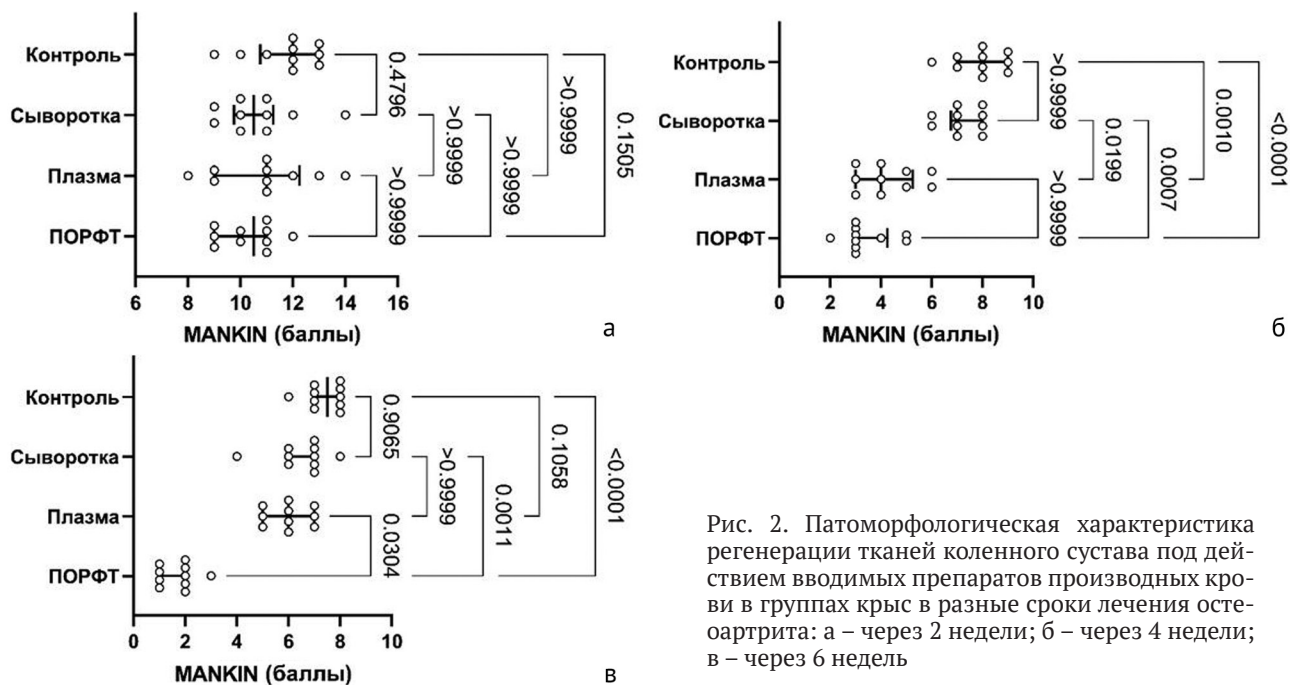 Контроль
Сыворотка
Плазма
ПОРФТ
0.4796
>0.9999
>0.9999
>0.9999
>0.9999
0.1505
6 8 10 12 14 16
MANKIN (баллы)
а
Контроль
Сыворотка
Плазма
ПОРФТ
>0.9999
0.0199
>0.9999
0.0007
0.0010
<0.0001
0 2 4 6 8 10
MANKIN (баллы)
б
Контроль
Сыворотка
Плазма
ПОРФТ
0.9065
>0.9999
0.0304
0.0011
0.1058
<0.0001
0 2 4 6 8 10
MANKIN (баллы)
в
Рис. 2. Патоморфологическая характеристика
регенерации тканей коленного сустава под дей-
ствием вводимых препаратов производных кро-
ви в группах крыс в разные сроки лечения осте-
оартрита: а – через 2 недели; б – через 4 недели;
в – через 6 недель